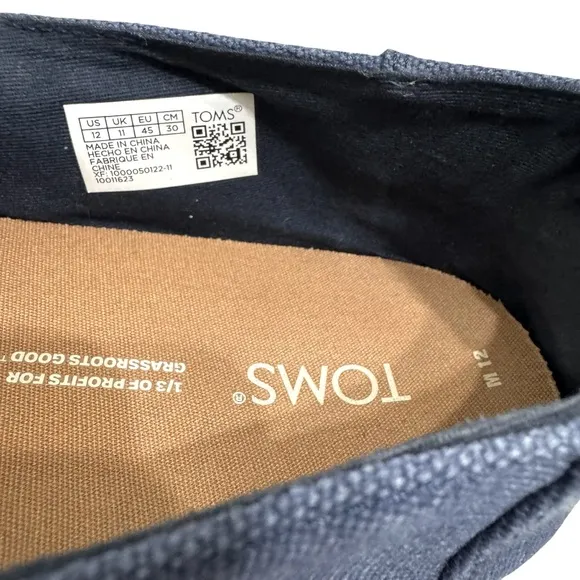 US UK EU CM
12 11 45 30
TOMS®
MADE IN CHINA
HECHO EN CHINA
FABRIQUE EN
CHINE
XF: 1000050122-11
10011623
TOMS®
M 12
1/3 OF PROFITS FOR
GRASSROOTS GOOD™